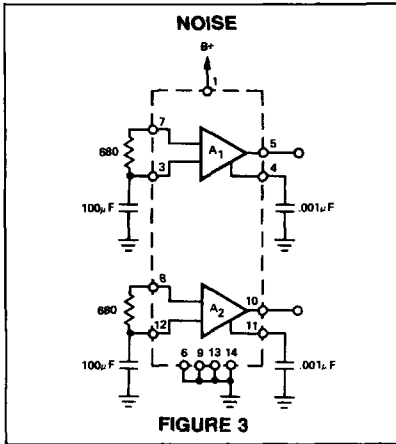 NOISE
B+
1
7
680
A1
5
3
4
100µF
.001µF
8
680
A2
10
12
11
100µF
6 9 13 14
.001µF
FIGURE 3